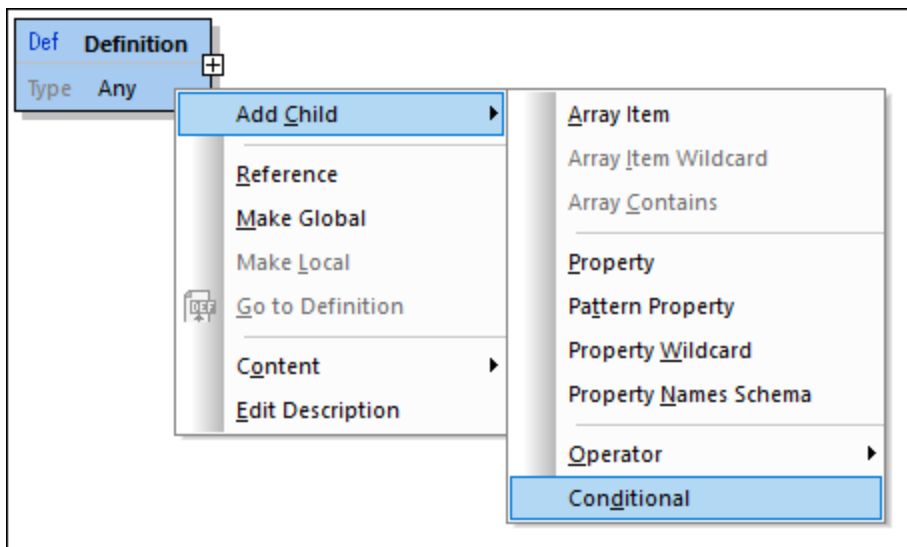 Def Definition
Type Any
Add Child
Reference
Make Global
Make Local
DEF
Go to Definition
Content
Edit Description
Array Item
Array Item Wildcard
Array Contains
Property
Pattern Property
Property Wildcard
Property Names Schema
Operator
Conditional